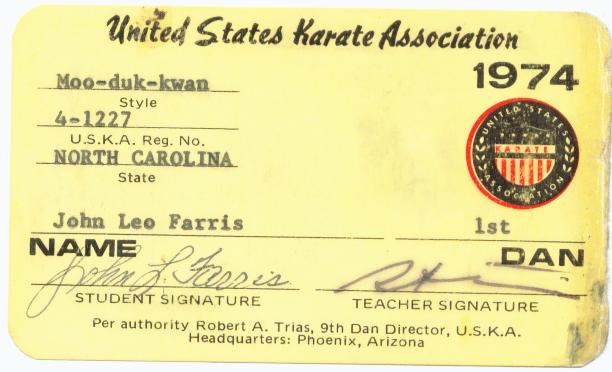 United States Karate Association
1974
Moo-duk-kwan
Style
4-1227
U.S.K.A. Reg. No.
NORTH CAROLINA
State
UNITED STATES
KARATE
ASSOCIATION
John Leo Farris 1st
NAME DAN
John L. Farris
STUDENT SIGNATURE TEACHER SIGNATURE
Per authority Robert A. Trias, 9th Dan Director, U.S.K.A.
Headquarters: Phoenix, Arizona